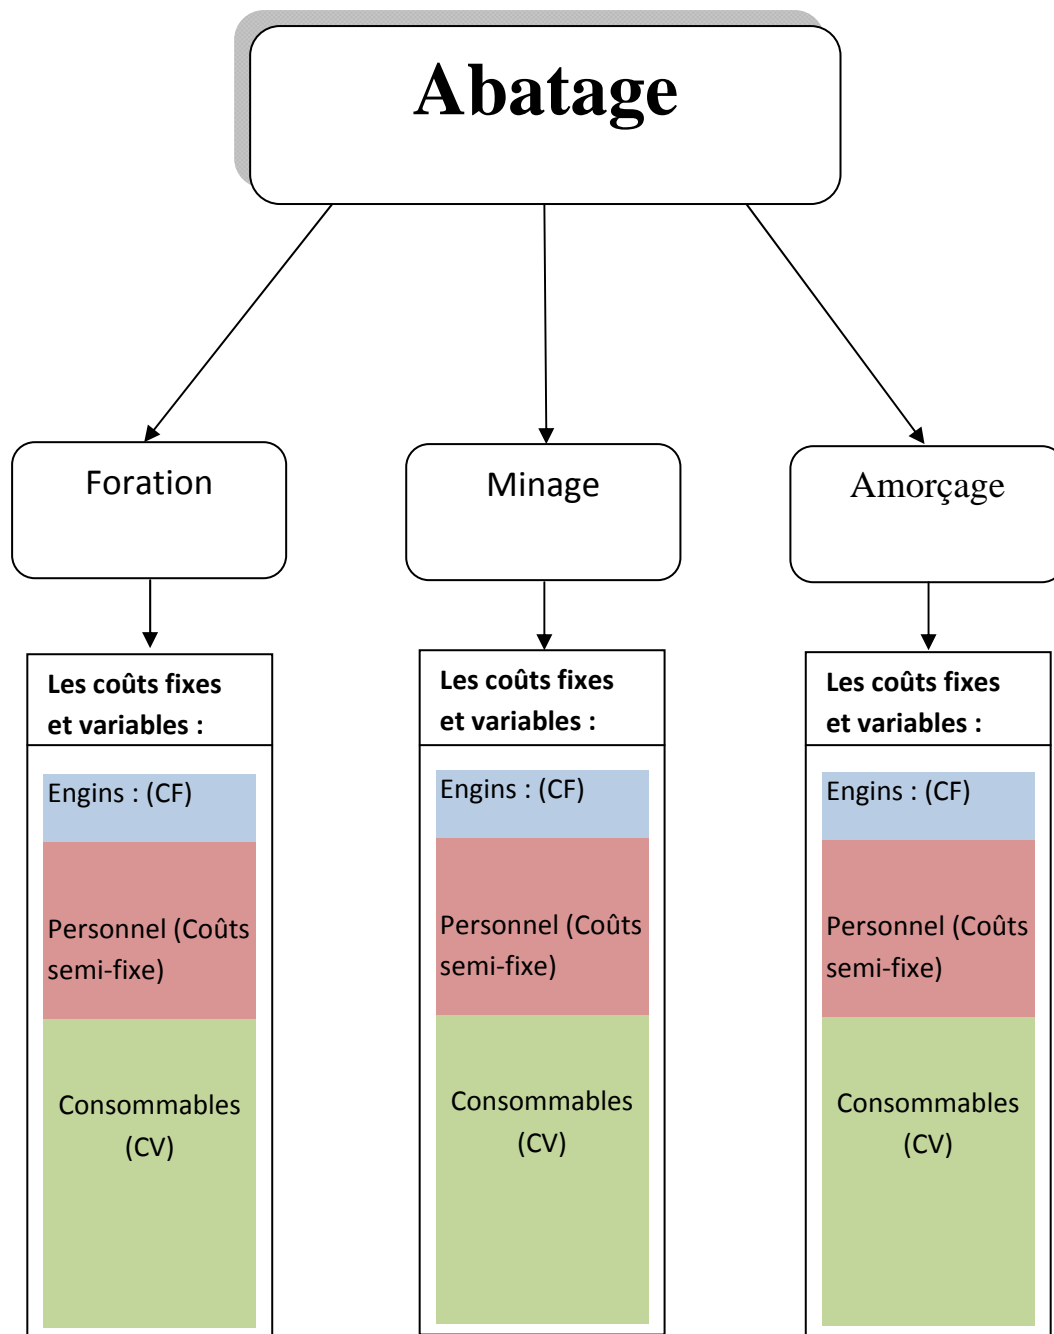 Abatage
Foration
Minage
Amorçage
Les coûts fixes
et variables :
Engins : (CF)
Personnel (Coûts
semi-fixe)
Consommables
(CV)
Les coûts fixes
et variables :
Engins : (CF)
Personnel (Coûts
semi-fixe)
Consommables
(CV)
Les coûts fixes
et variables :
Engins : (CF)
Personnel (Coûts
semi-fixe)
Consommables
(CV)